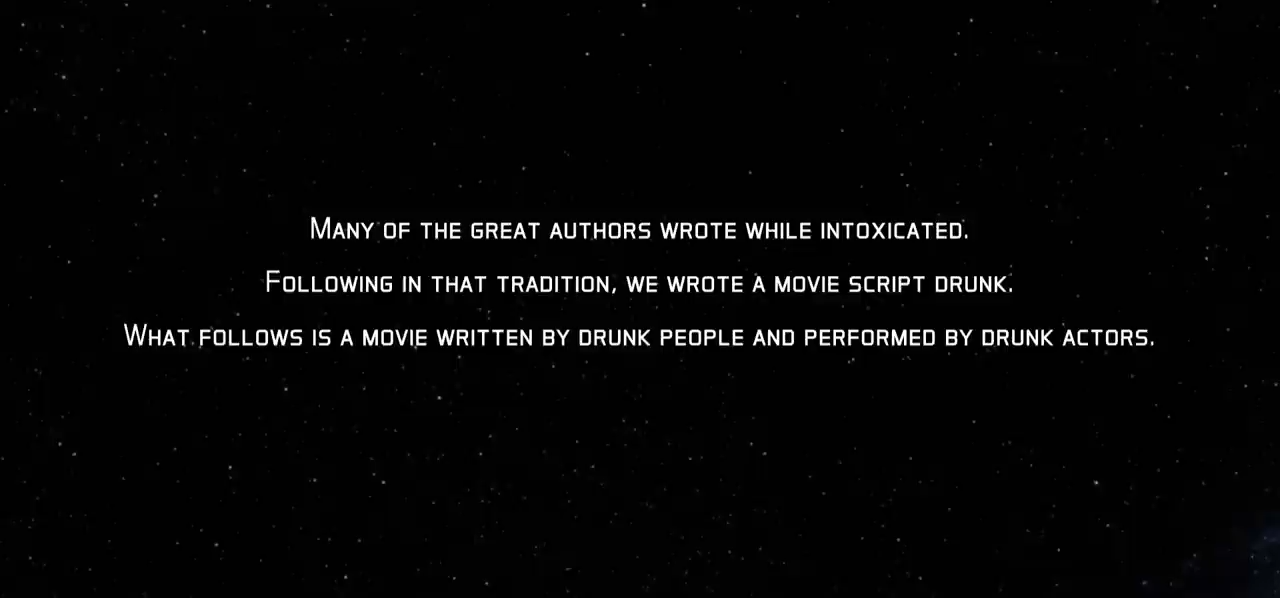 Many of the great authors wrote while intoxicated.
Following in that tradition, we wrote a movie script drunk.
What follows is a movie written by drunk people and performed by drunk actors.